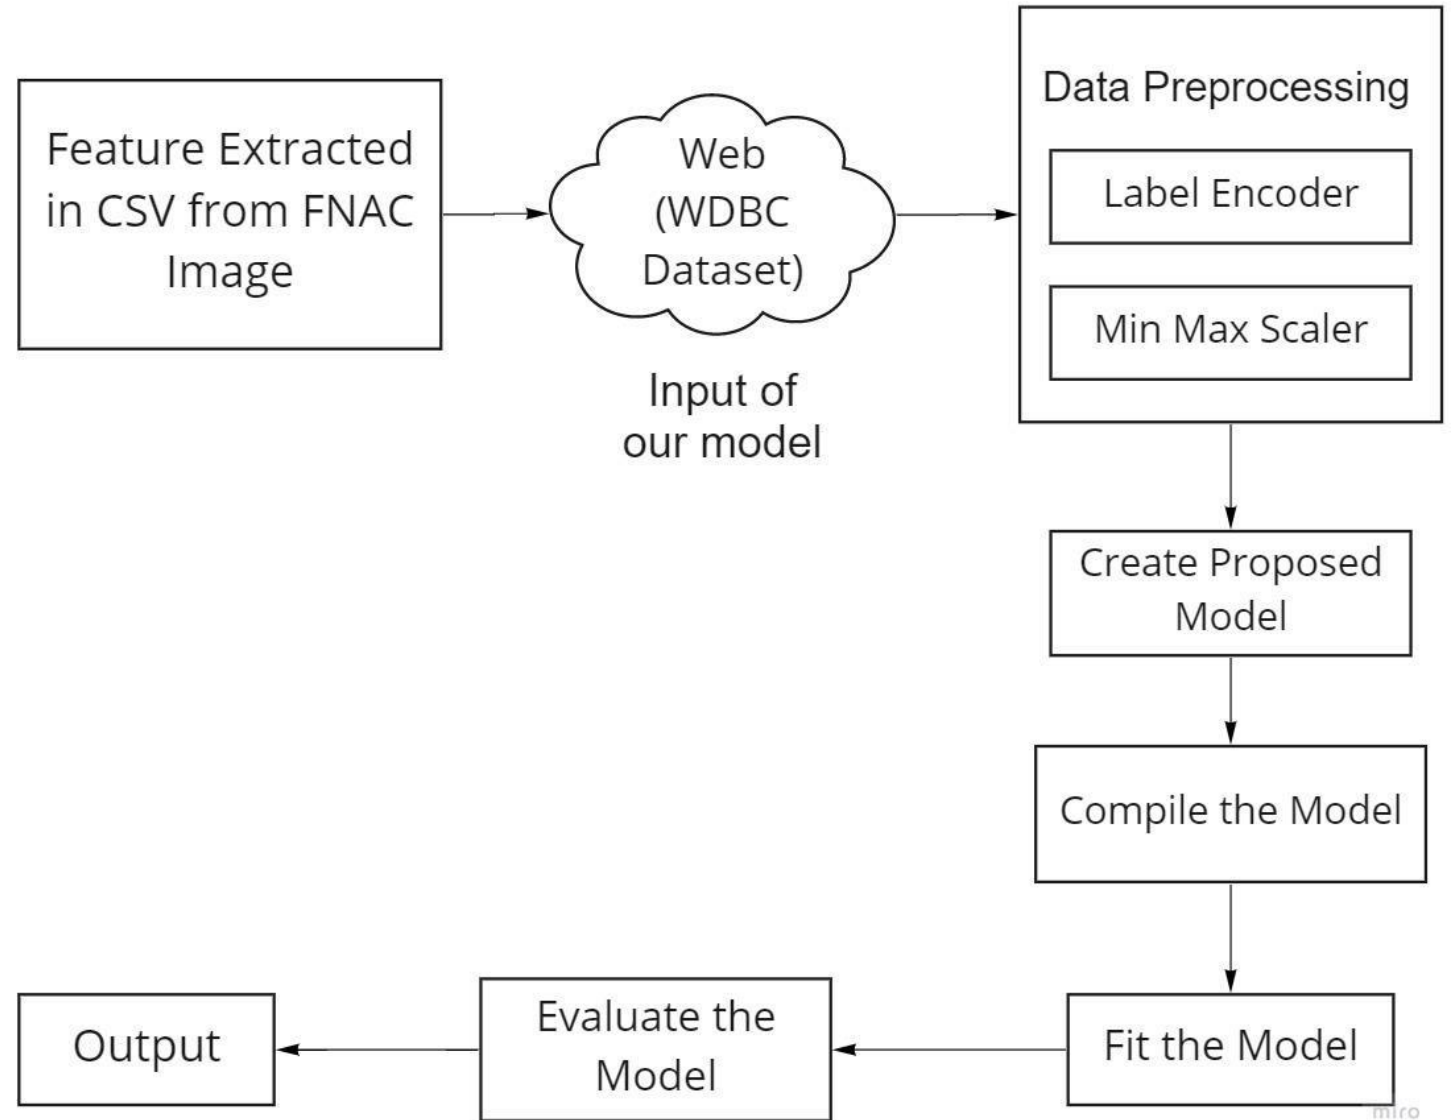 Feature Extracted
in CSV from FNAC
Image
Web
(WDBC
Dataset)
Input of
our model
Data Preprocessing
Label Encoder
Min Max Scaler
Create Proposed
Model
Compile the Model
Fit the Model
Evaluate the
Model
Output
miro